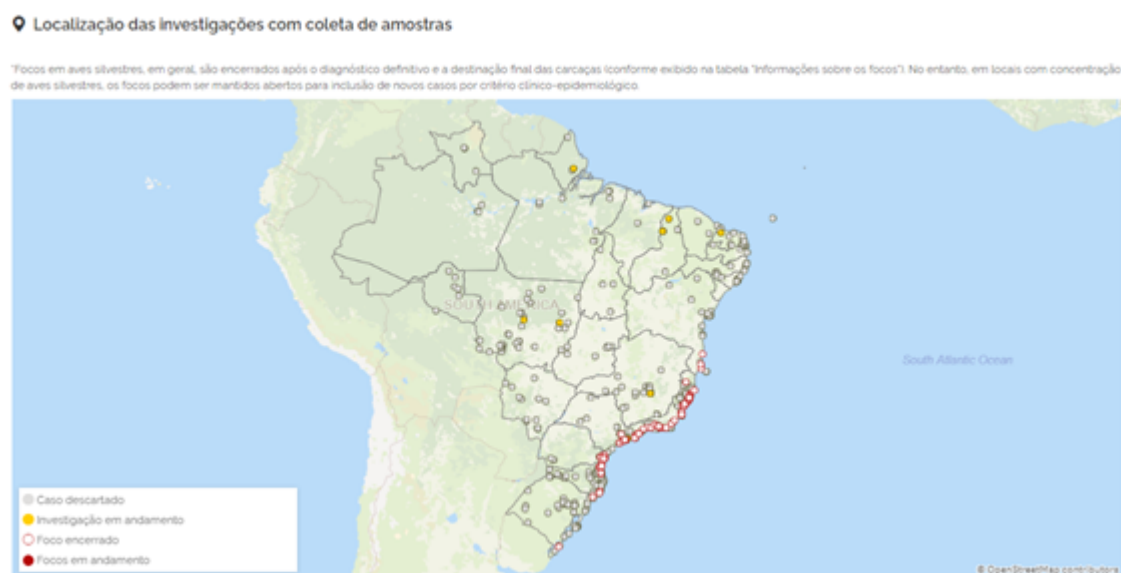 Localização das investigações com coleta de amostras
*Focos em aves silvestres, em geral, são encerrados após o diagnóstico definitivo e a destinação final das carcaças (conforme exibido na tabela "Informações sobre os focos"). No entanto, em locais com concentração
de aves silvestres, os focos podem ser mantidos abertos para inclusão de novos casos por critério clínico-epidemiológico.
SOUTH AMERICA
South Atlantic Ocean
Caso descartado
Investigação em andamento
Foco encerrado
Focos em andamento
© OpenStreetMap contributors